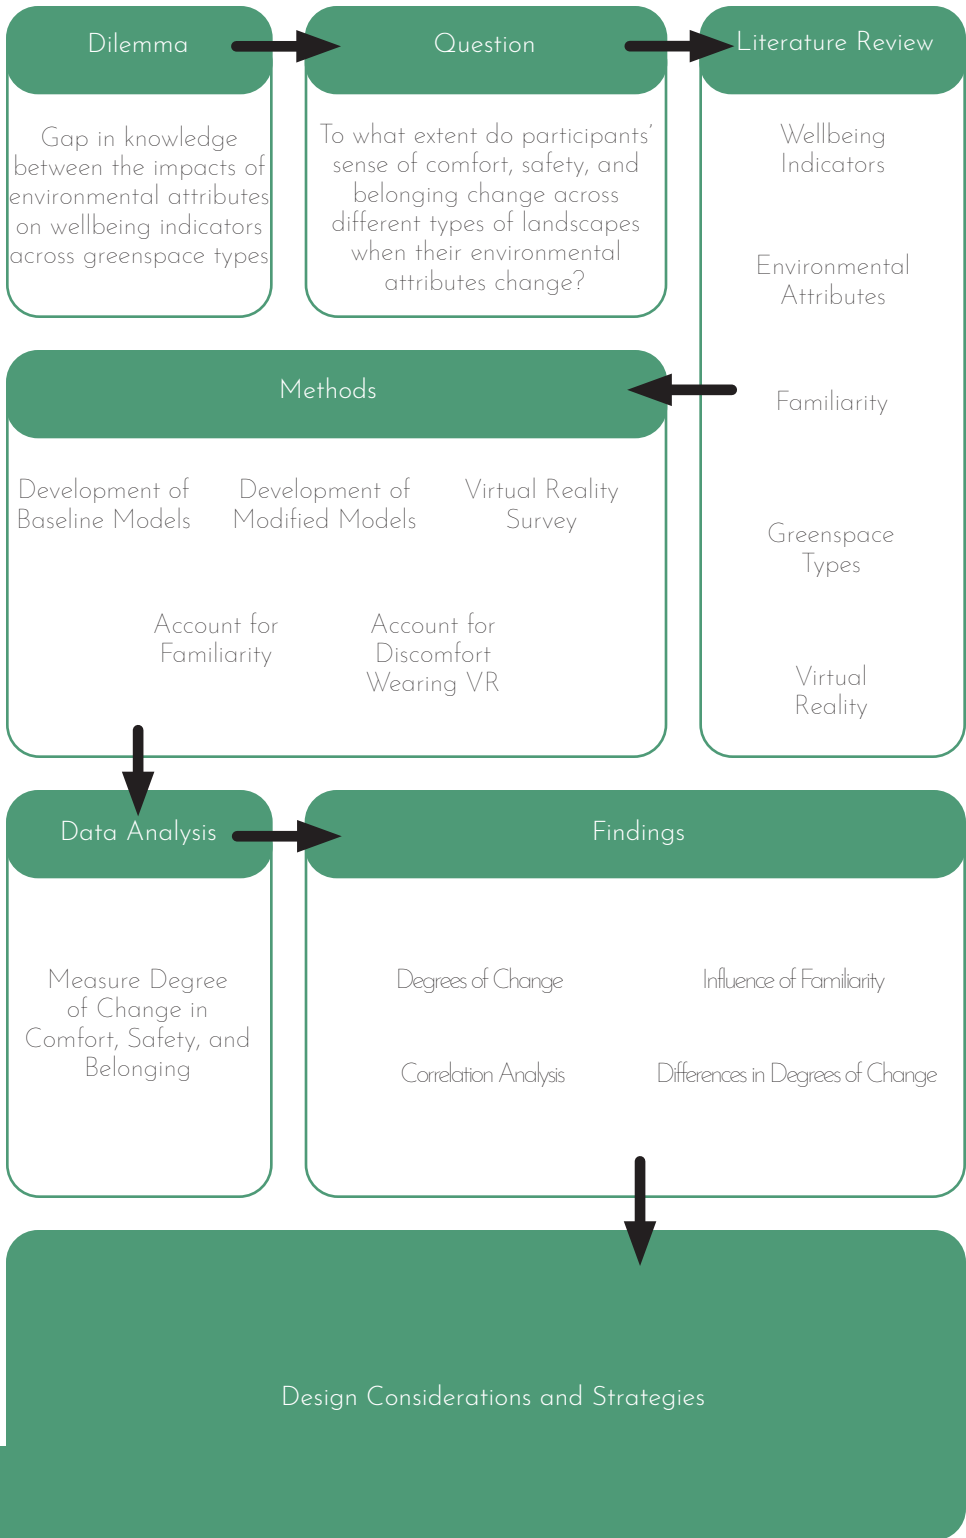 Dilemma
Gap in knowledge
between the impacts of
environmental attributes
on wellbeing indicators
across greenspace types
Question
To what extent do participants’
sense of comfort, safety, and
belonging change across
different types of landscapes
when their environmental
attributes change?
Literature Review
Wellbeing
Indicators
Environmental
Attributes
Familiarity
Greenspace
Types
Virtual
Reality
Methods
Development of
Baseline Models
Development of
Modified Models
Virtual Reality
Survey
Account for
Familiarity
Account for
Discomfort
Wearing VR
Data Analysis
Measure Degree
of Change in
Comfort, Safety, and
Belonging
Findings
Degrees of Change
Influence of Familiarity
Correlation Analysis
Differences in Degrees of Change
Design Considerations and Strategies